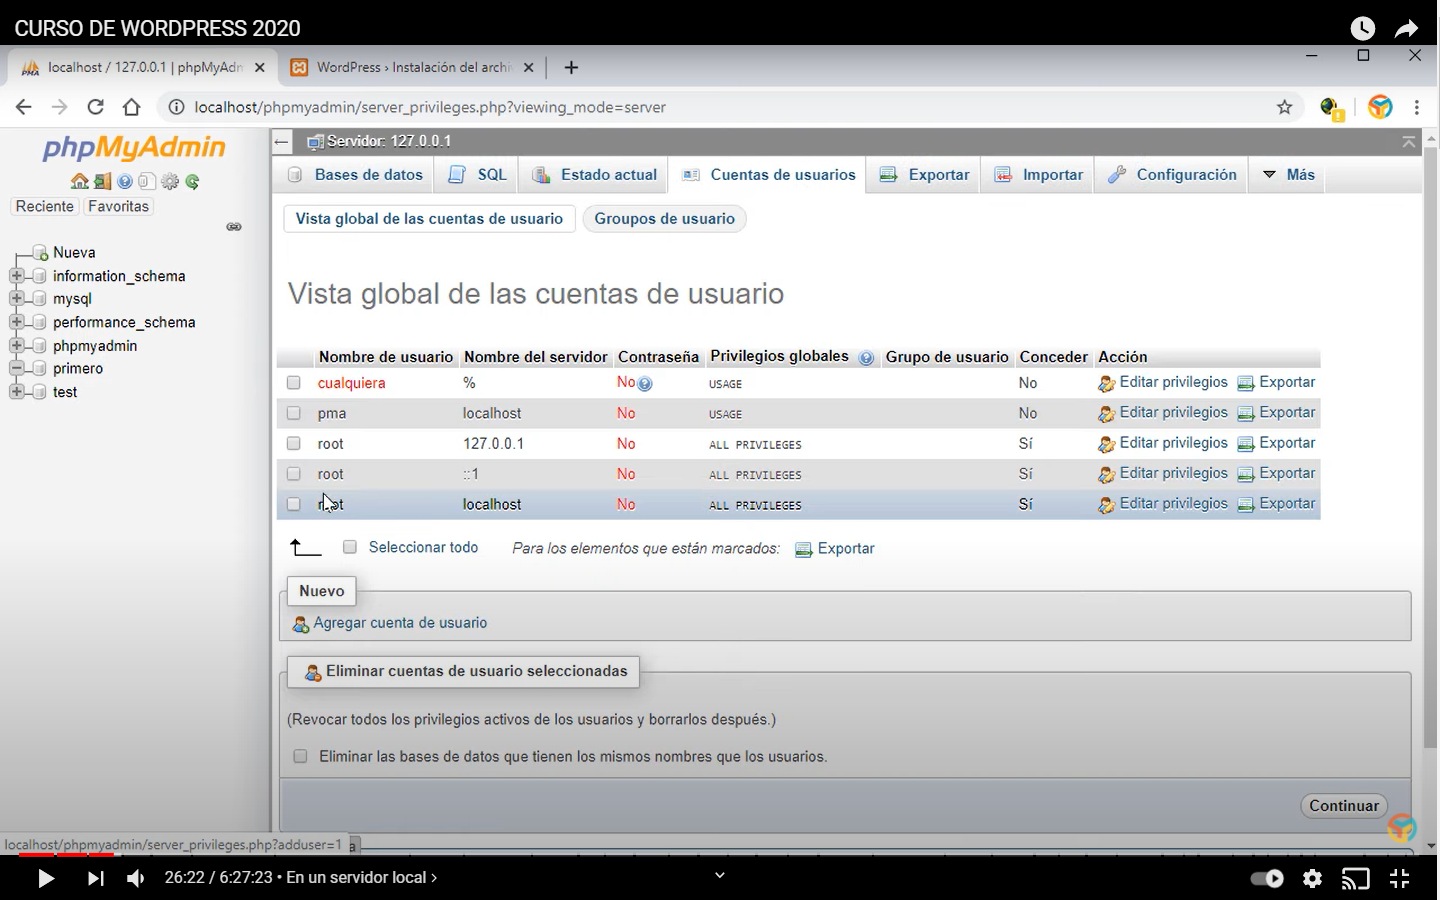 CURSO DE WORDPRESS 2020
localhost / 127.0.0.1 | phpMyAdn
WordPress › Instalación del archi
localhost/phpmyadmin/server_privileges.php?viewing_mode=server
phpMyAdmin
Reciente Favoritas
Nueva
information_schema
mysql
performance_schema
phpmyadmin
primero
test
Servidor: 127.0.0.1
Bases de datos SQL Estado actual Cuentas de usuarios Exportar Importar Configuración Más
Vista global de las cuentas de usuario Groupos de usuario
Vista global de las cuentas de usuario
Nombre de usuario Nombre del servidor Contraseña Privilegios globales Grupo de usuario Conceder Acción
cualquiera % No USAGE No Editar privilegios Exportar
pma localhost No USAGE No Editar privilegios Exportar
root 127.0.0.1 No ALL PRIVILEGES Sí Editar privilegios Exportar
root ::1 No ALL PRIVILEGES Sí Editar privilegios Exportar
root localhost No ALL PRIVILEGES Sí Editar privilegios Exportar
Seleccionar todo Para los elementos que están marcados: Exportar
Nuevo
Agregar cuenta de usuario
Eliminar cuentas de usuario seleccionadas
(Revocar todos los privilegios activos de los usuarios y borrarlos después.)
Eliminar las bases de datos que tienen los mismos nombres que los usuarios.
Continuar
localhost/phpmyadmin/server_privileges.php?adduser=1 a
26:22 / 6:27:23 • En un servidor local ›